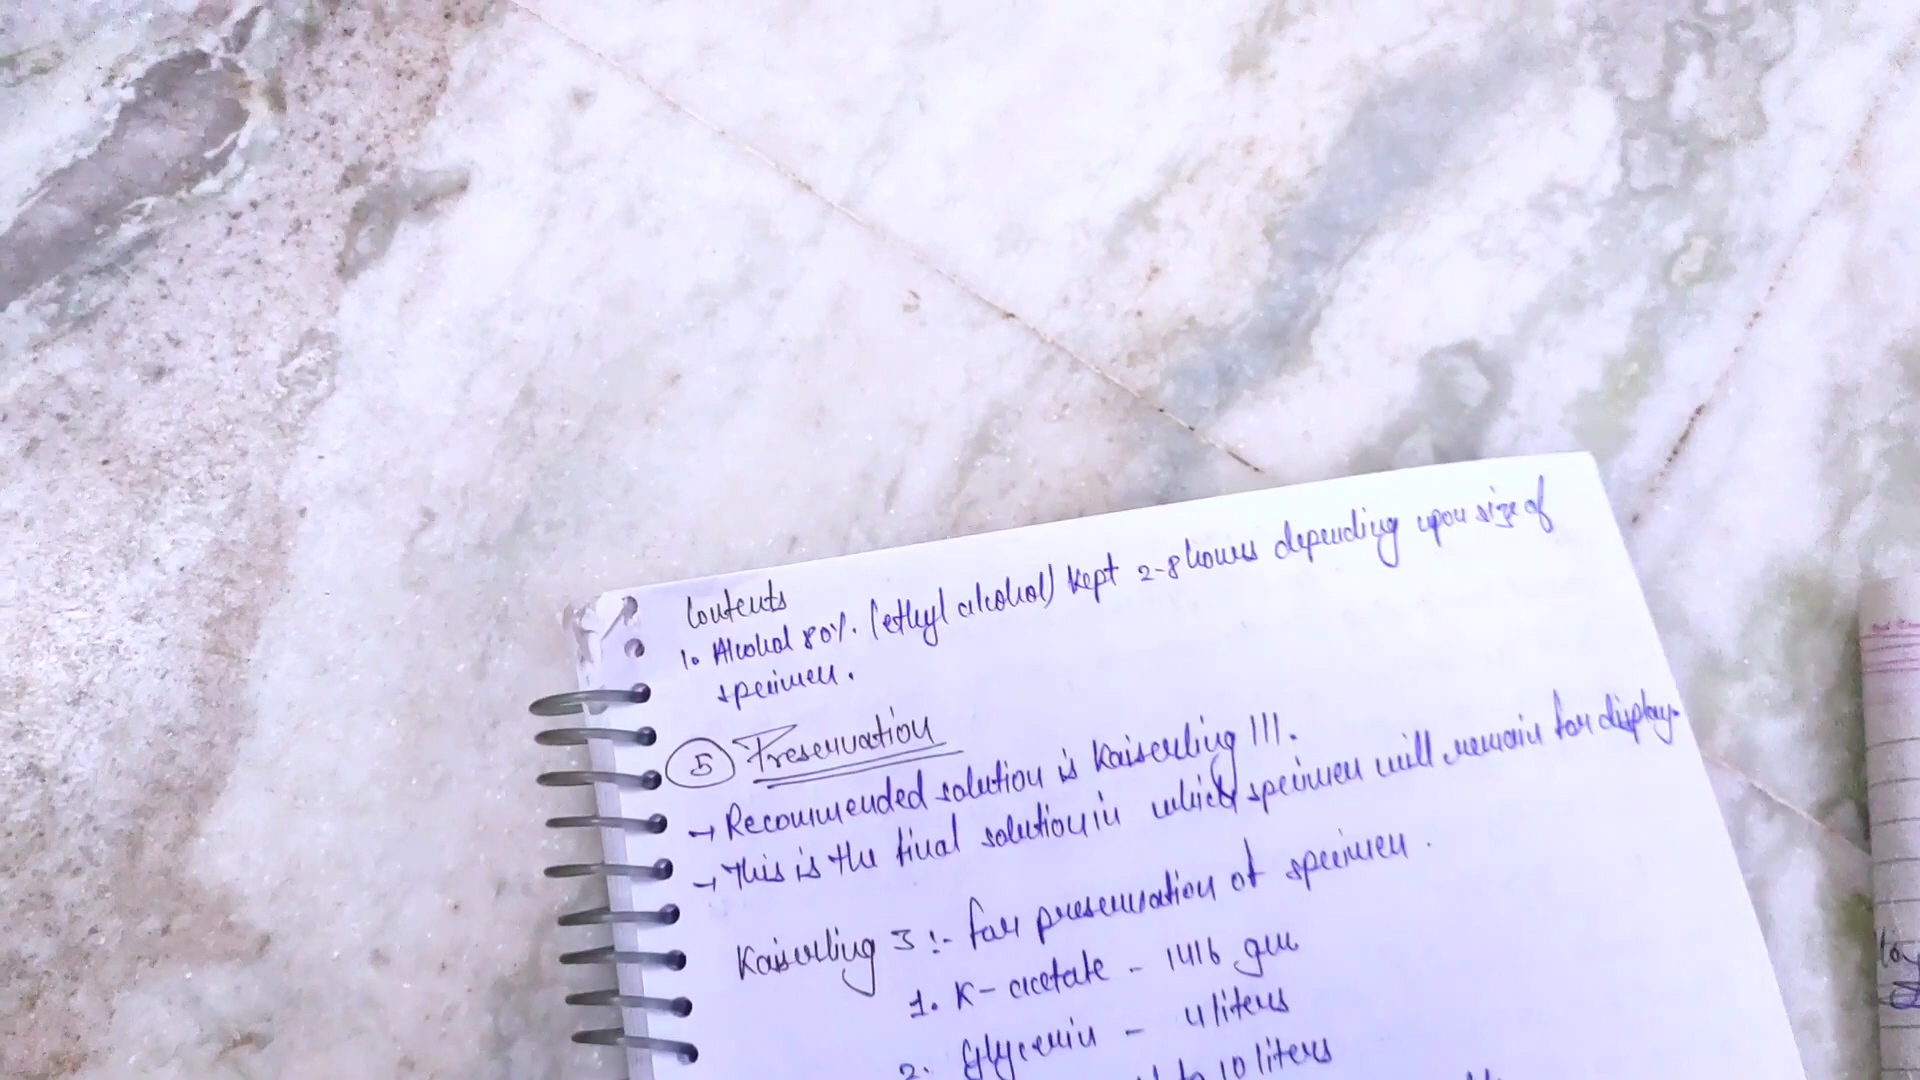 Contents
1. Alcohol 80%. (ethyl alcohol) kept 2-8 hours depending upon size of
specimen.
5 Preservation
→ Recommended solution is Kaiserling III.
→ This is the final solution in which specimen will remain for display.
Kaiserling 3 :- for preservation of specimen.
1. K- acetate - 1416 gm
2. Glycerin - 4 liters
to 10 liters